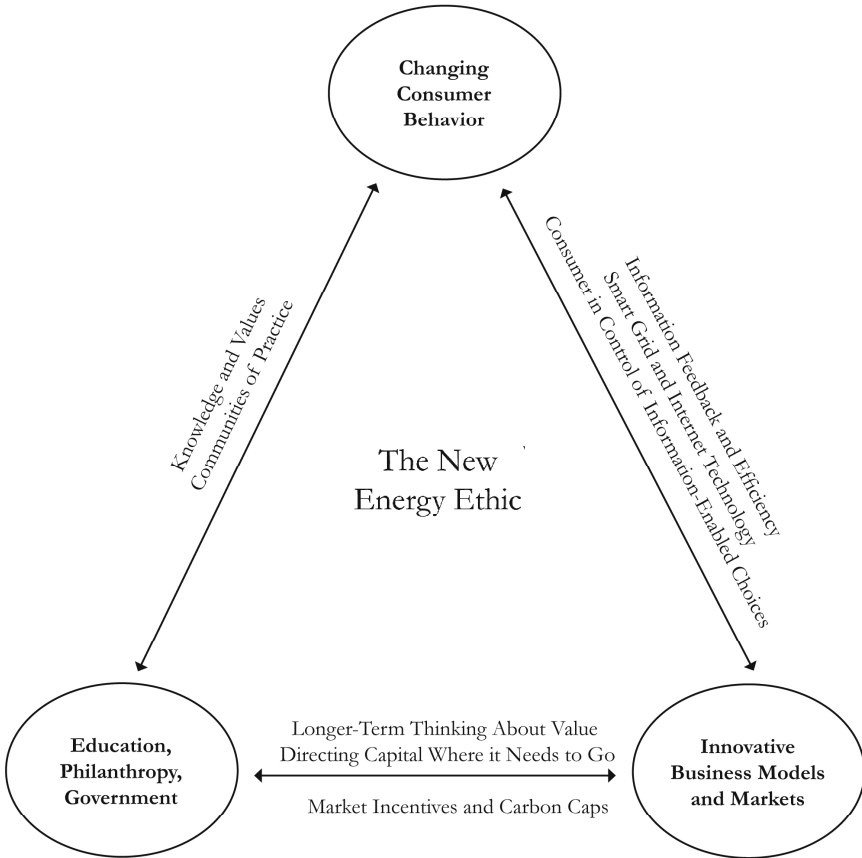 Changing
Consumer
Behavior
Knowledge and Values
Communities of Practice
Information Feedback and Efficiency
Smart Grid and Internet Technology
Consumer in Control of Information-Enabled Choices
The New
Energy Ethic
Education,
Philanthropy,
Government
Longer-Term Thinking About Value
Directing Capital Where it Needs to Go
Market Incentives and Carbon Caps
Innovative
Business Models
and Markets